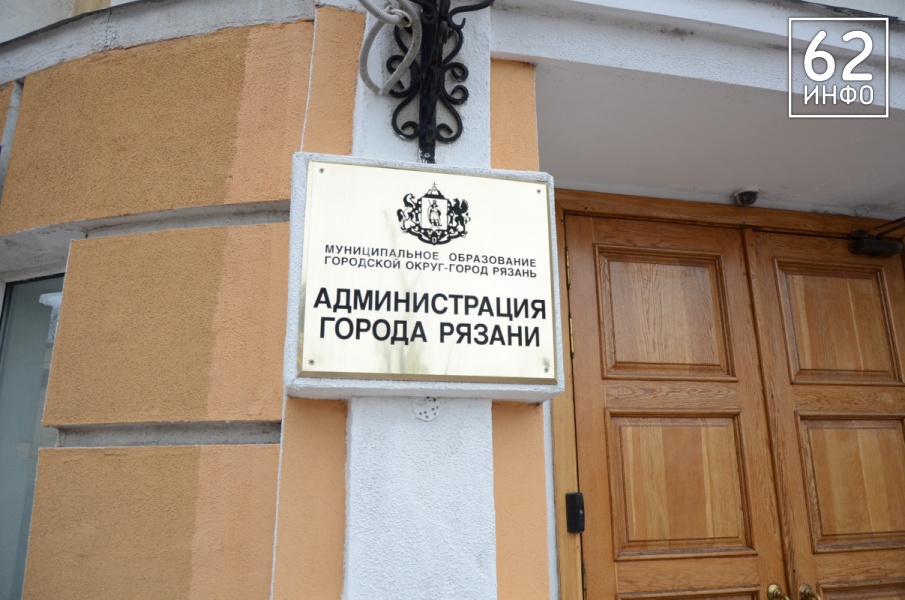 62
ИНФО
МУНИЦИПАЛЬНОЕ ОБРАЗОВАНИЕ
ГОРОДСКОЙ ОКРУГ-ГОРОД РЯЗАНЬ
АДМИНИСТРАЦИЯ
ГОРОДА РЯЗАНИ